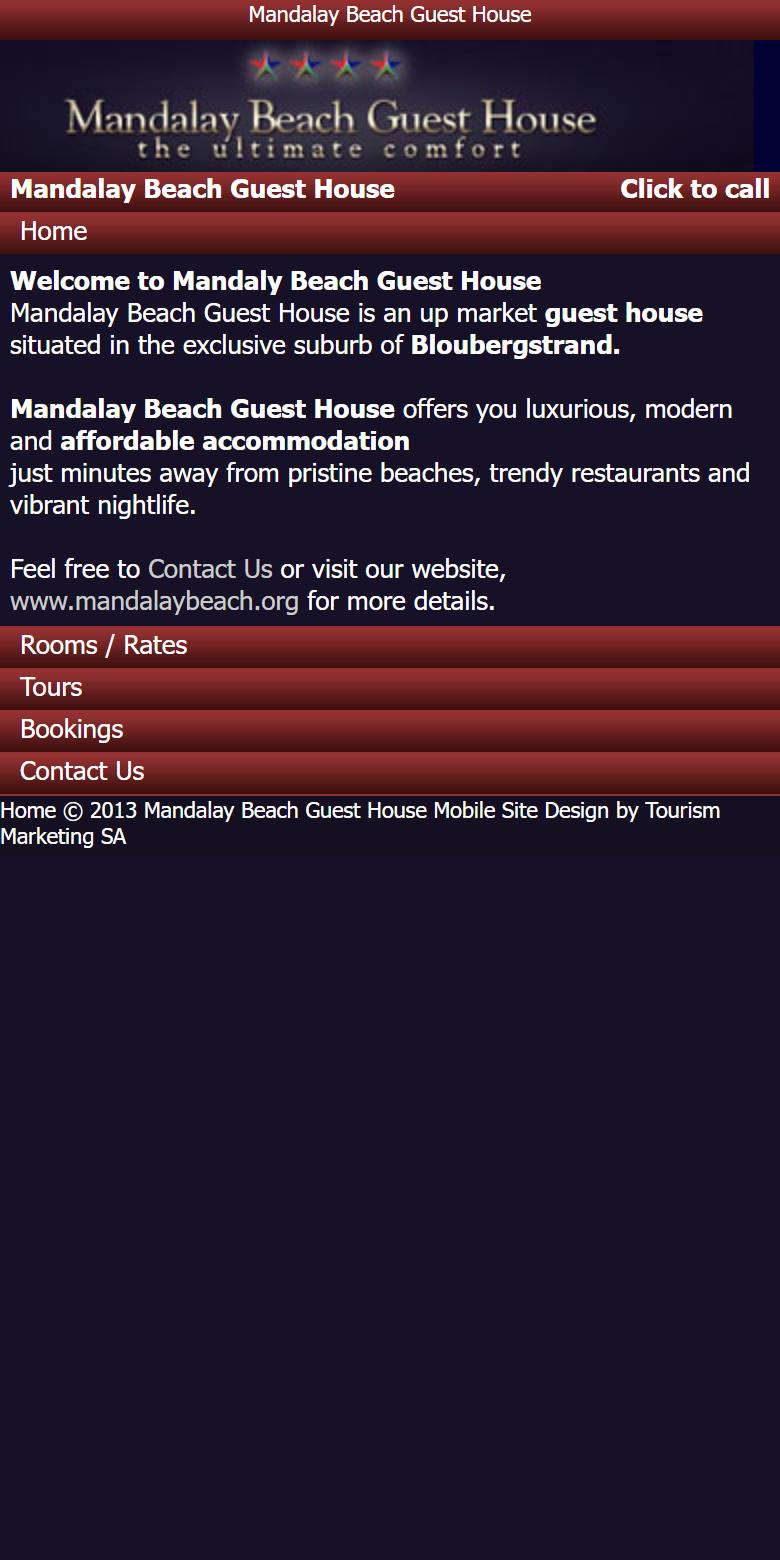 Mandalay Beach Guest House
Mandalay Beach Guest House
the ultimate comfort
Mandalay Beach Guest House Click to call
Home
Welcome to Mandaly Beach Guest House
Mandalay Beach Guest House is an up market guest house
situated in the exclusive suburb of Bloubergstrand.
Mandalay Beach Guest House offers you luxurious, modern
and affordable accommodation
just minutes away from pristine beaches, trendy restaurants and
vibrant nightlife.
Feel free to Contact Us or visit our website,
www.mandalaybeach.org for more details.
Rooms / Rates
Tours
Bookings
Contact Us
Home © 2013 Mandalay Beach Guest House Mobile Site Design by Tourism
Marketing SA